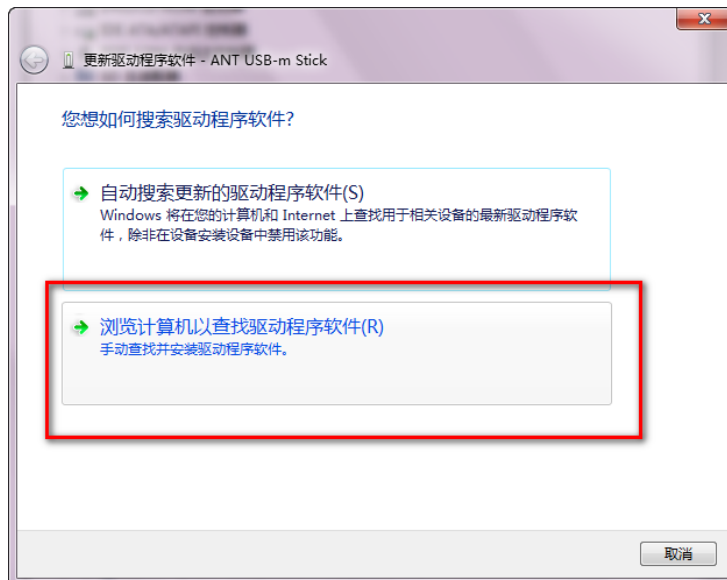 更新驱动程序软件 - ANT USB-m Stick
您想如何搜索驱动程序软件?
自动搜索更新的驱动程序软件(S)
Windows 将在您的计算机和 Internet 上查找用于相关设备的最新驱动程序软
件，除非在设备安装设置中禁用该功能。
浏览计算机以查找驱动程序软件(R)
手动查找并安装驱动程序软件。
取消